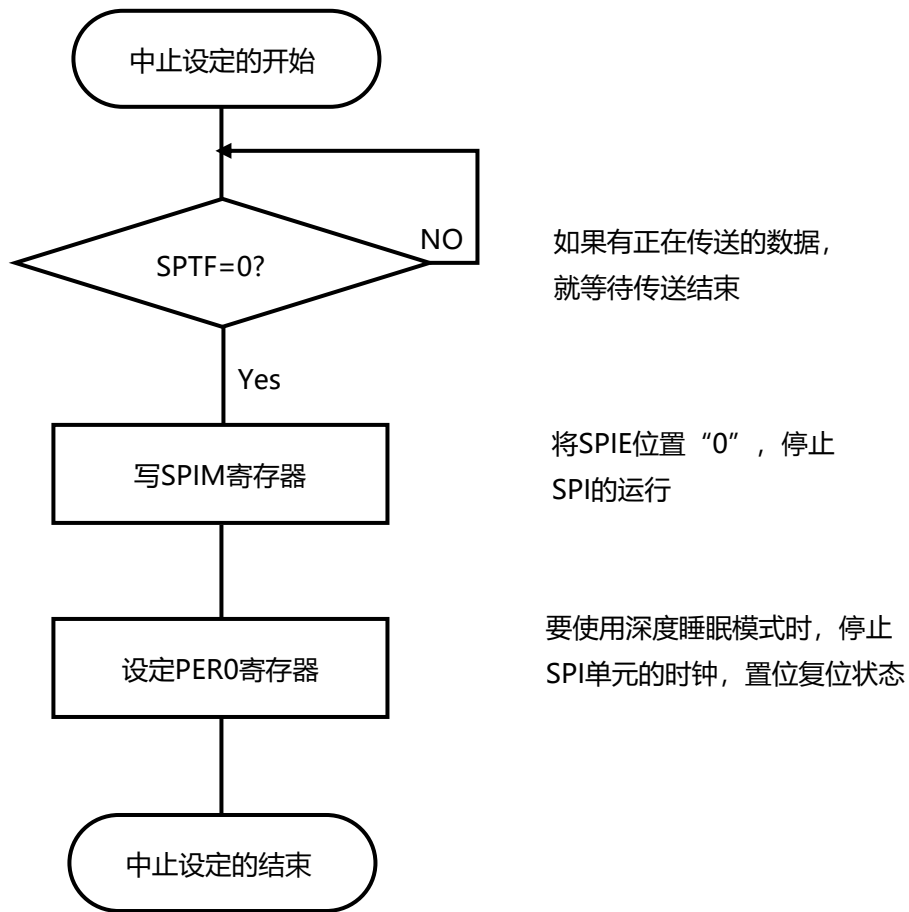 中止设定的开始
NO
SPTF=0?
如果有正在传送的数据,
就等待传送结束
Yes
写SPIM寄存器
将SPIE位置“0”,停止
SPI的运行
设定PER0寄存器
要使用深度睡眠模式时,停止
SPI单元的时钟,置位复位状态
中止设定的结束